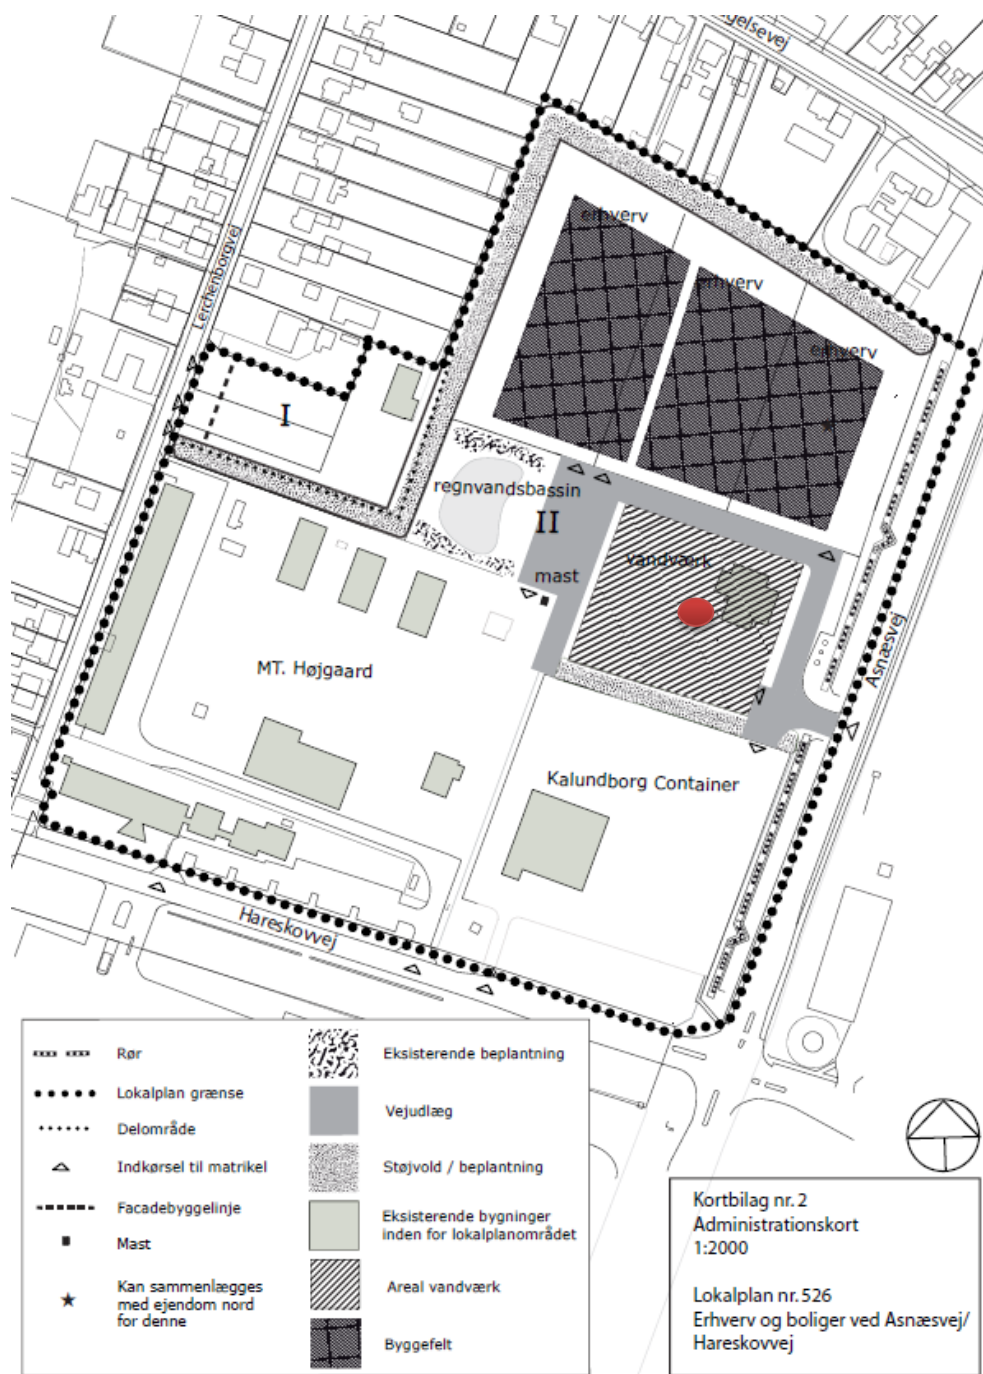 gelsevej
Lerchenborgvej
erhverv
erhverv
erhverv
I
regnvandsbassin
II
vandværk
mast
MT. Højgaard
Asnæsvej
Kalundborg Container
Hareskovvej
Rør
Lokalplan grænse
Delområde
Indkørsel til matrikel
Facadebyggelinje
Mast
Kan sammenlægges
med ejendom nord
for denne
Eksisterende beplantning
Vejudlæg
Støjvold / beplantning
Eksisterende bygninger
inden for lokalplanområdet
Areal vandværk
Byggefelt
Kortbilag nr. 2
Administrationskort
1:2000
Lokalplan nr. 526
Erhverv og boliger ved Asnæsvej/
Hareskovvej